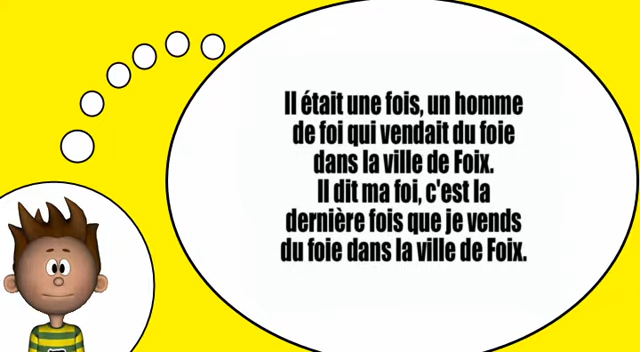 Il était une fois, un homme
de foi qui vendait du foie
dans la ville de Foix.
Il dit ma foi, c'est la
dernière fois que je vends
du foie dans la ville de Foix.